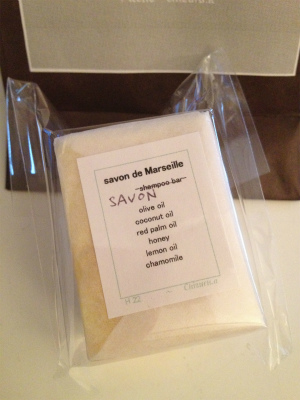 savon de Marseille
shampoo bar
SAVON
olive oil
coconut oil
red palm oil
honey
lemon oil
chamomile